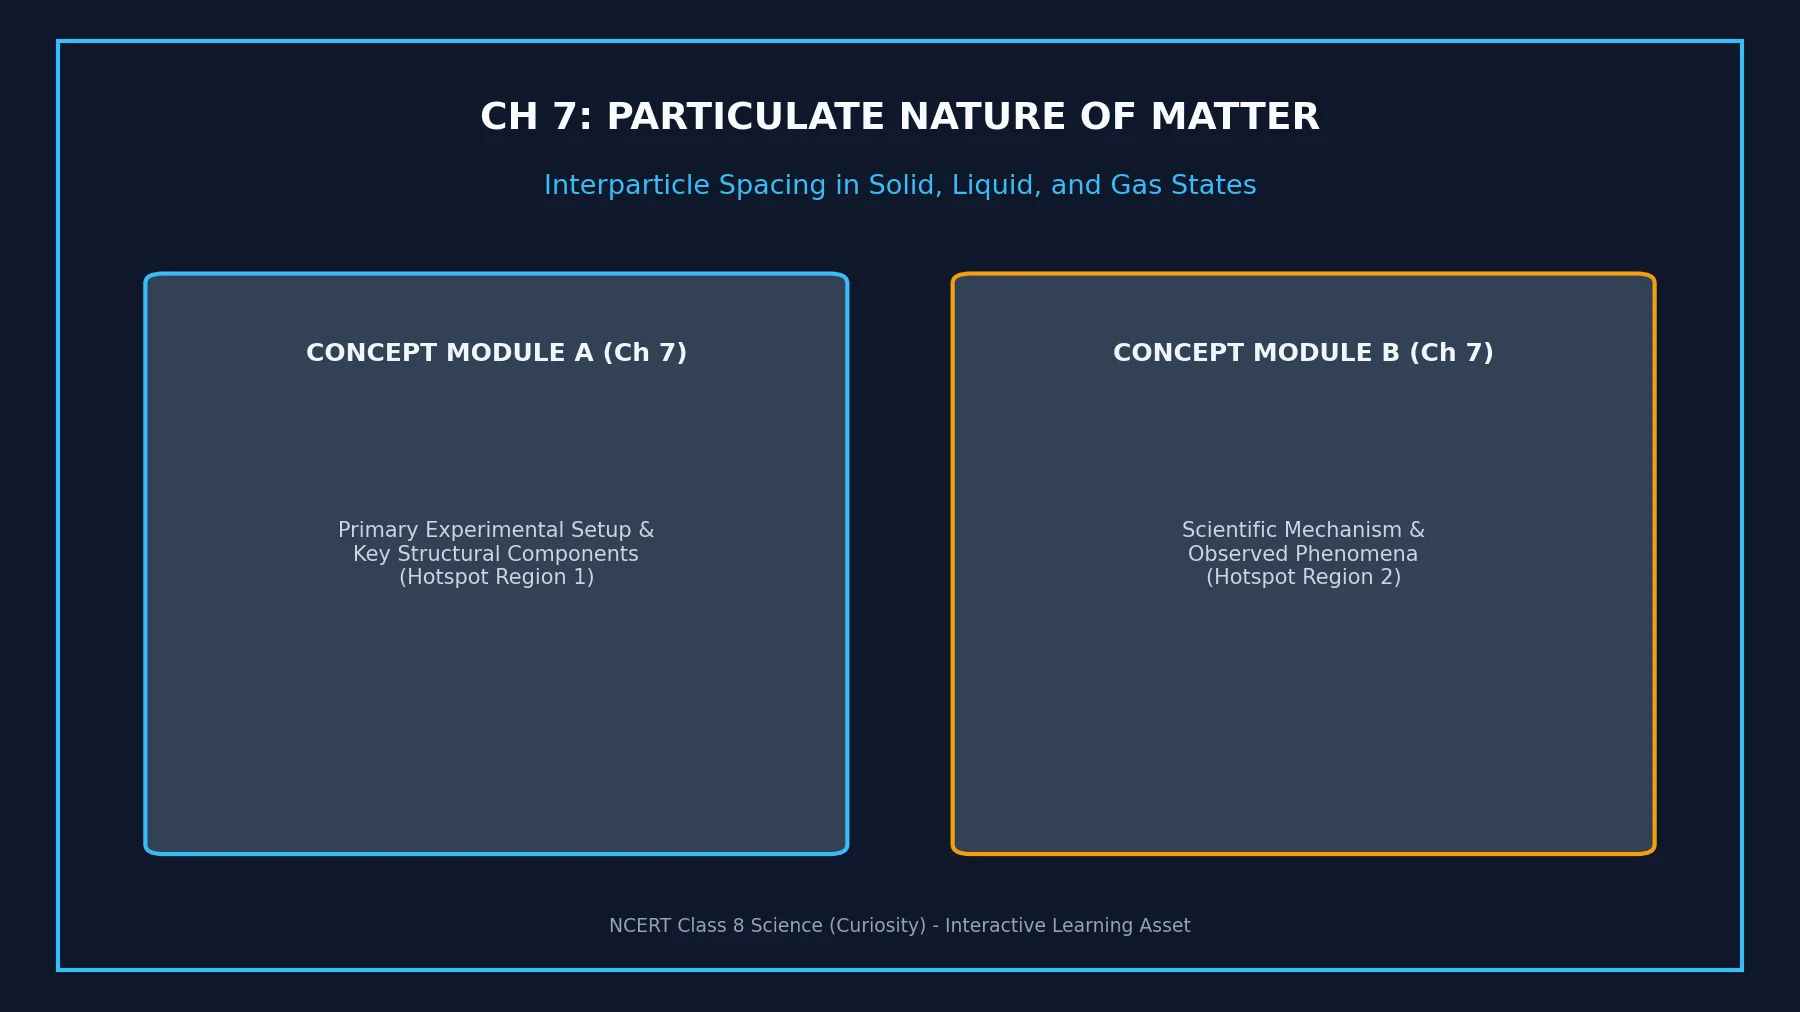 CH 7: PARTICULATE NATURE OF MATTER
Interparticle Spacing in Solid, Liquid, and Gas States
CONCEPT MODULE A (Ch 7)
Primary Experimental Setup &
Key Structural Components
(Hotspot Region 1)
CONCEPT MODULE B (Ch 7)
Scientific Mechanism &
Observed Phenomena
(Hotspot Region 2)
NCERT Class 8 Science (Curiosity) - Interactive Learning Asset